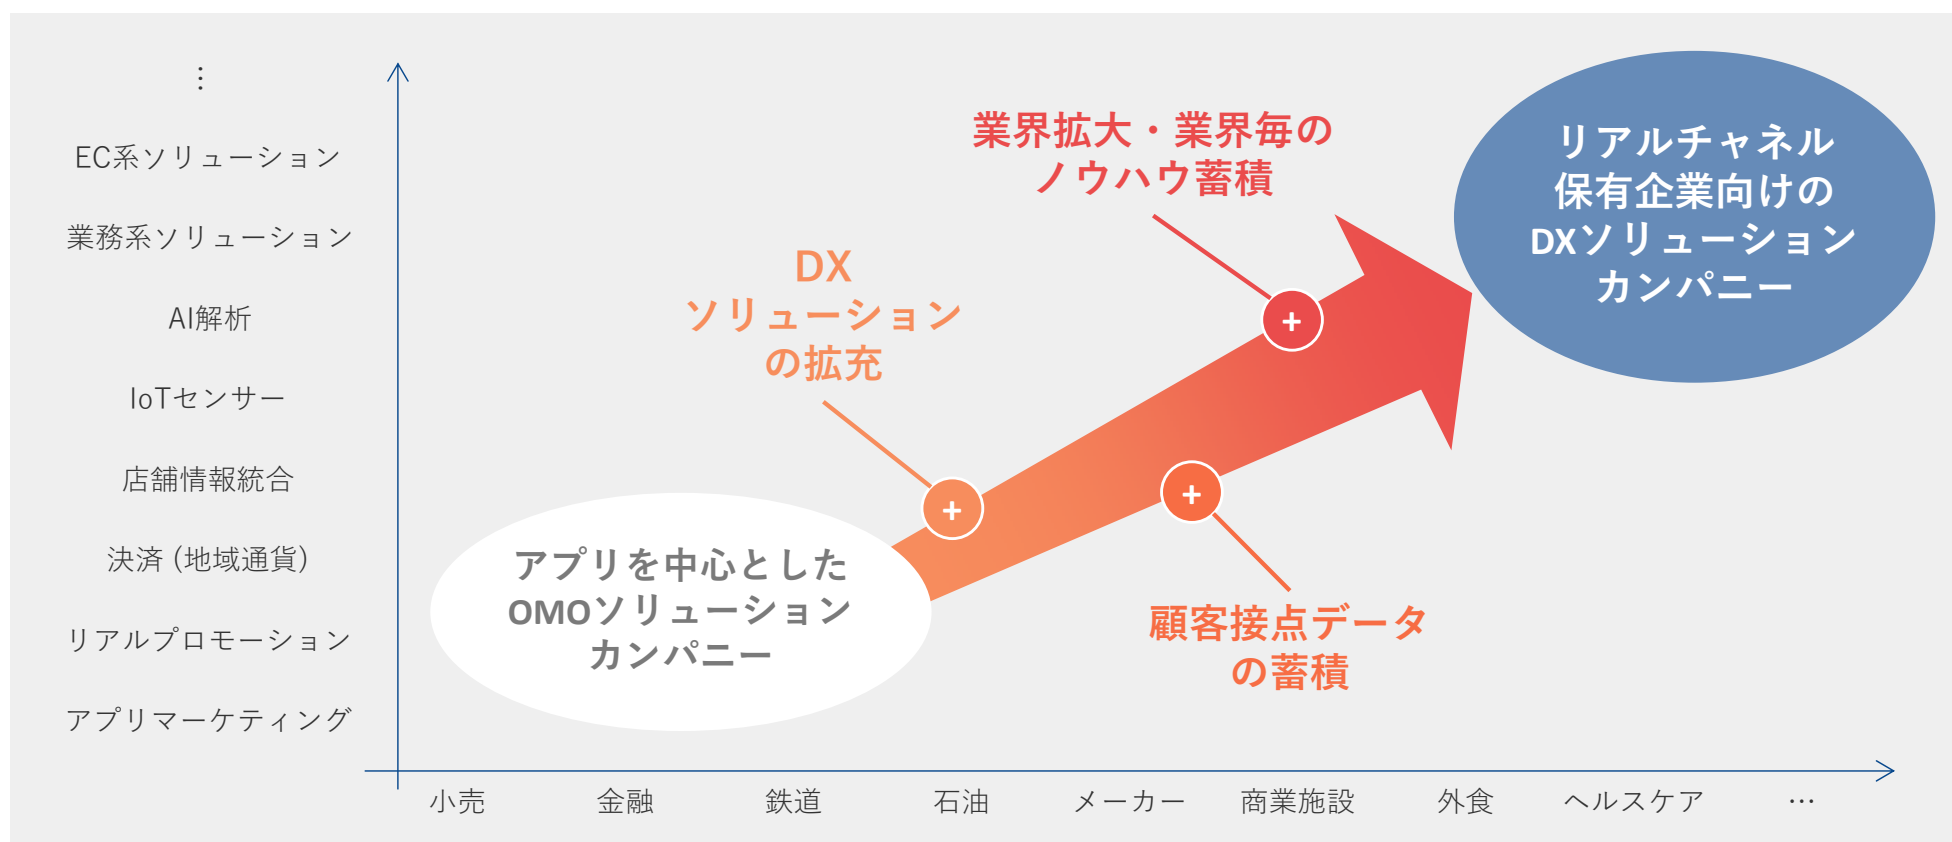 ⋮
EC系ソリューション
業務系ソリューション
AI解析
IoTセンサー
店舗情報統合
決済 (地域通貨)
リアルプロモーション
アプリマーケティング
業界拡大・業界毎の
ノウハウ蓄積
リアルチャネル
保有企業向けの
DXソリューション
カンパニー
DX
ソリューション
の拡充
+
+
+
アプリを中心とした
OMOソリューション
カンパニー
顧客接点データ
の蓄積
小売 金融 鉄道 石油 メーカー 商業施設 外食 ヘルスケア …